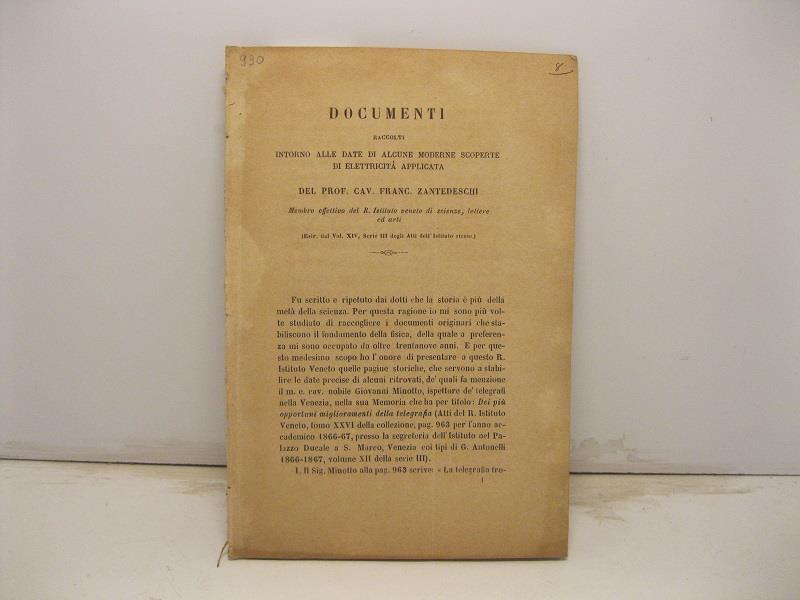 930
8
DOCUMENTI
RACCOLTI
INTORNO ALLE DATE DI ALCUNE MODERNE SCOPERTE
DI ELETTRICITÀ APPLICATA
DEL PROF. CAV. FRANC. ZANTEDESCHI
Membro effettivo del R. Istituto veneto di scienze, lettere
ed arti
(Estr. dal Vol. XIV, Serie III degli Atti dell'Istituto stesso.)
Fu scritto e ripetuto dai dotti che la storia è più della
metà della scienza. Per questa ragione io mi sono più vol-
te studiato di raccogliere i documenti originari che sta-
biliscono il fondamento della fisica, della quale a preferen-
za mi sono occupato da oltre trentanove anni. E per que-
sto medesimo scopo ho l'onore di presentare a questo R.
Istituto Veneto quelle pagine storiche, che servono a stabi-
lire le date precise di alcuni ritrovati, de' quali fa menzione
il m. e. cav. nobile Giovanni Minotto, ispettore de' telegrafi
nella Venezia, nella sua Memoria che ha per titolo: Dei più
opportuni miglioramenti della telegrafia (Atti del R. Istituto
Veneto, tomo XXVI della collezione, pag. 963 per l'anno ac-
cademico 1866-67, presso la segreteria dell'Istituto nel Pa-
lazzo Ducale a S. Marco, Venezia coi tipi di G. Antonelli
1866-1867, volume XII della serie III).
I. Il Sig. Minotto alla pag. 963 scrive: « La telegrafia tro-
1